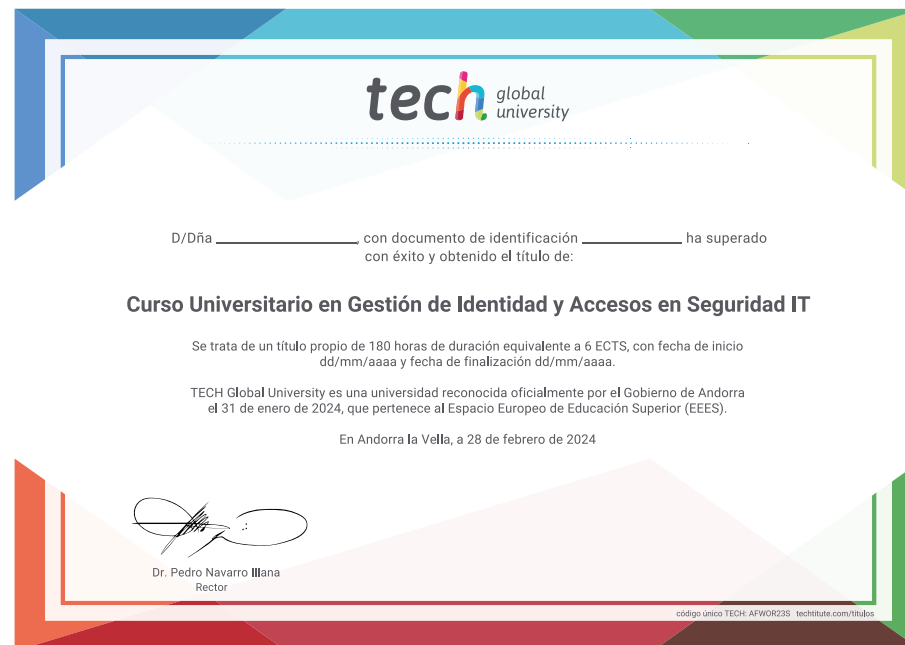 tech global university
D/Dña ____________________, con documento de identificación ______________ ha superado
con éxito y obtenido el título de:
Curso Universitario en Gestión de Identidad y Accesos en Seguridad IT
Se trata de un título propio de 180 horas de duración equivalente a 6 ECTS, con fecha de inicio
dd/mm/aaaa y fecha de finalización dd/mm/aaaa.
TECH Global University es una universidad reconocida oficialmente por el Gobierno de Andorra
el 31 de enero de 2024, que pertenece al Espacio Europeo de Educación Superior (EEES).
En Andorra la Vella, a 28 de febrero de 2024
Dr. Pedro Navarro Illana
Rector
código único TECH: AFWOR23S techtitute.com/titulos